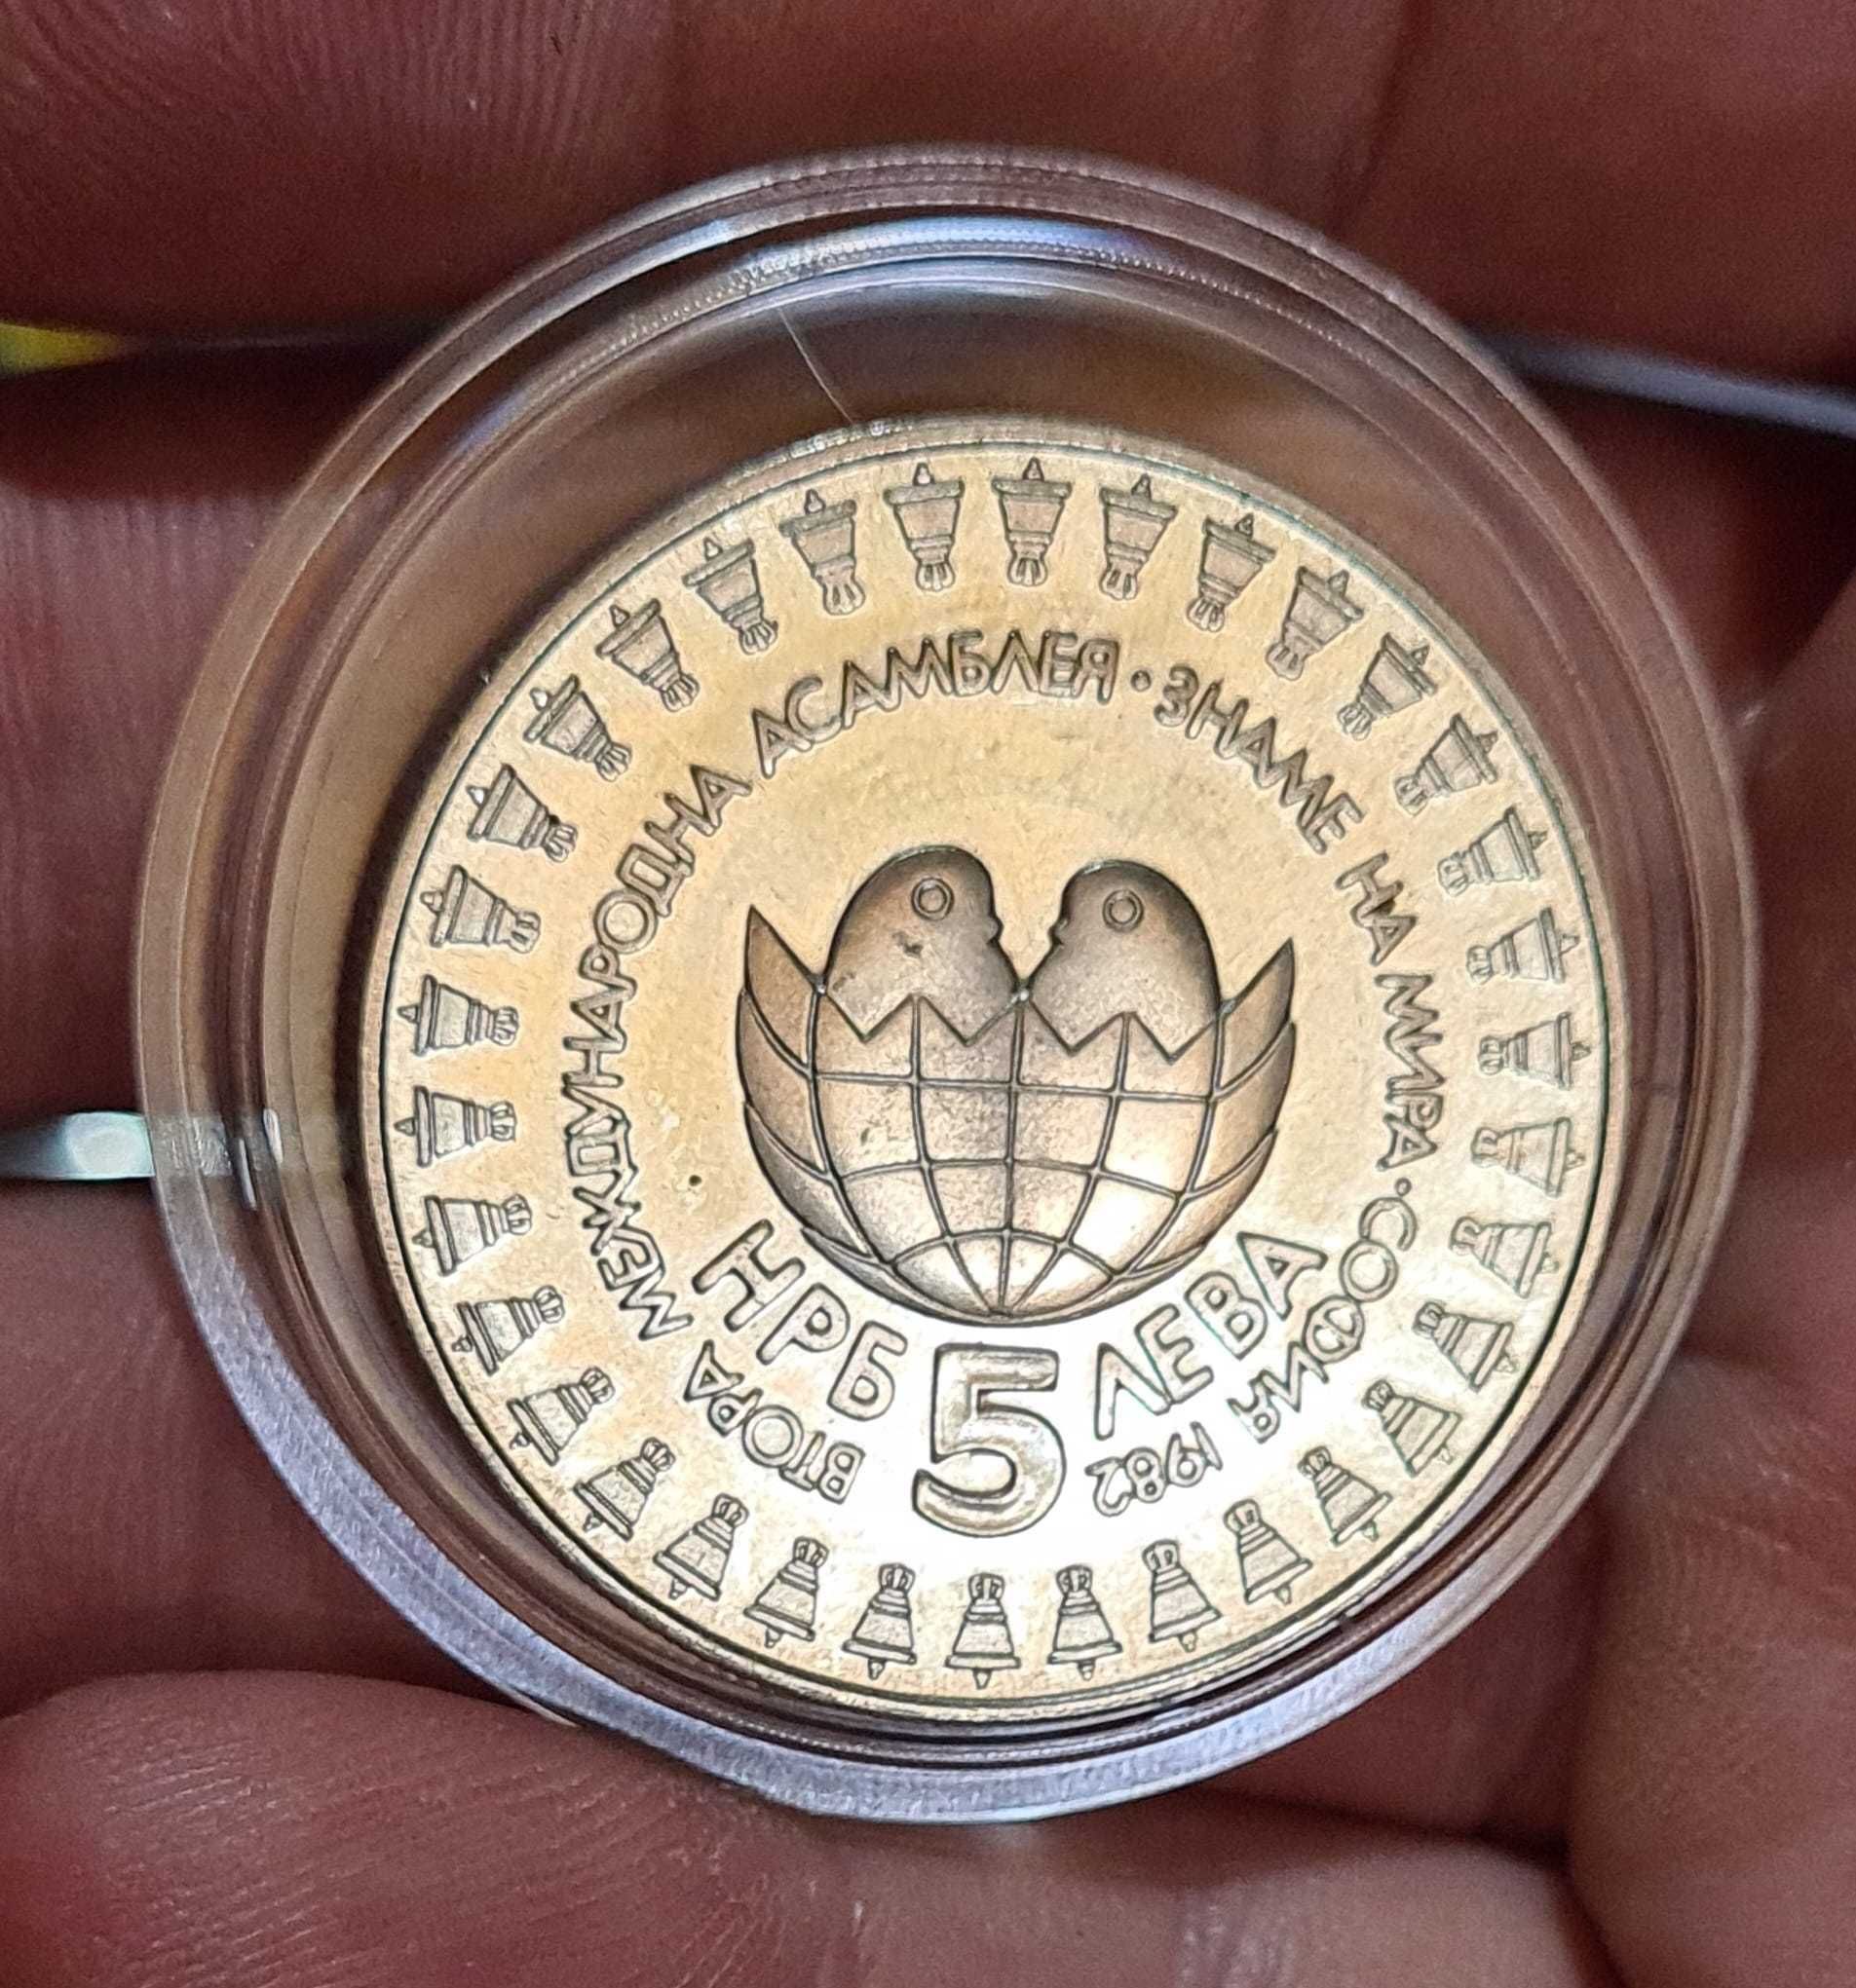 ВТОРА МЕЖДУНАРОДНА АСАМБЛЕЯ · ЗНАМЕ НА МИРА · СОФИЯ 1982
НРБ 5 ЛЕВА